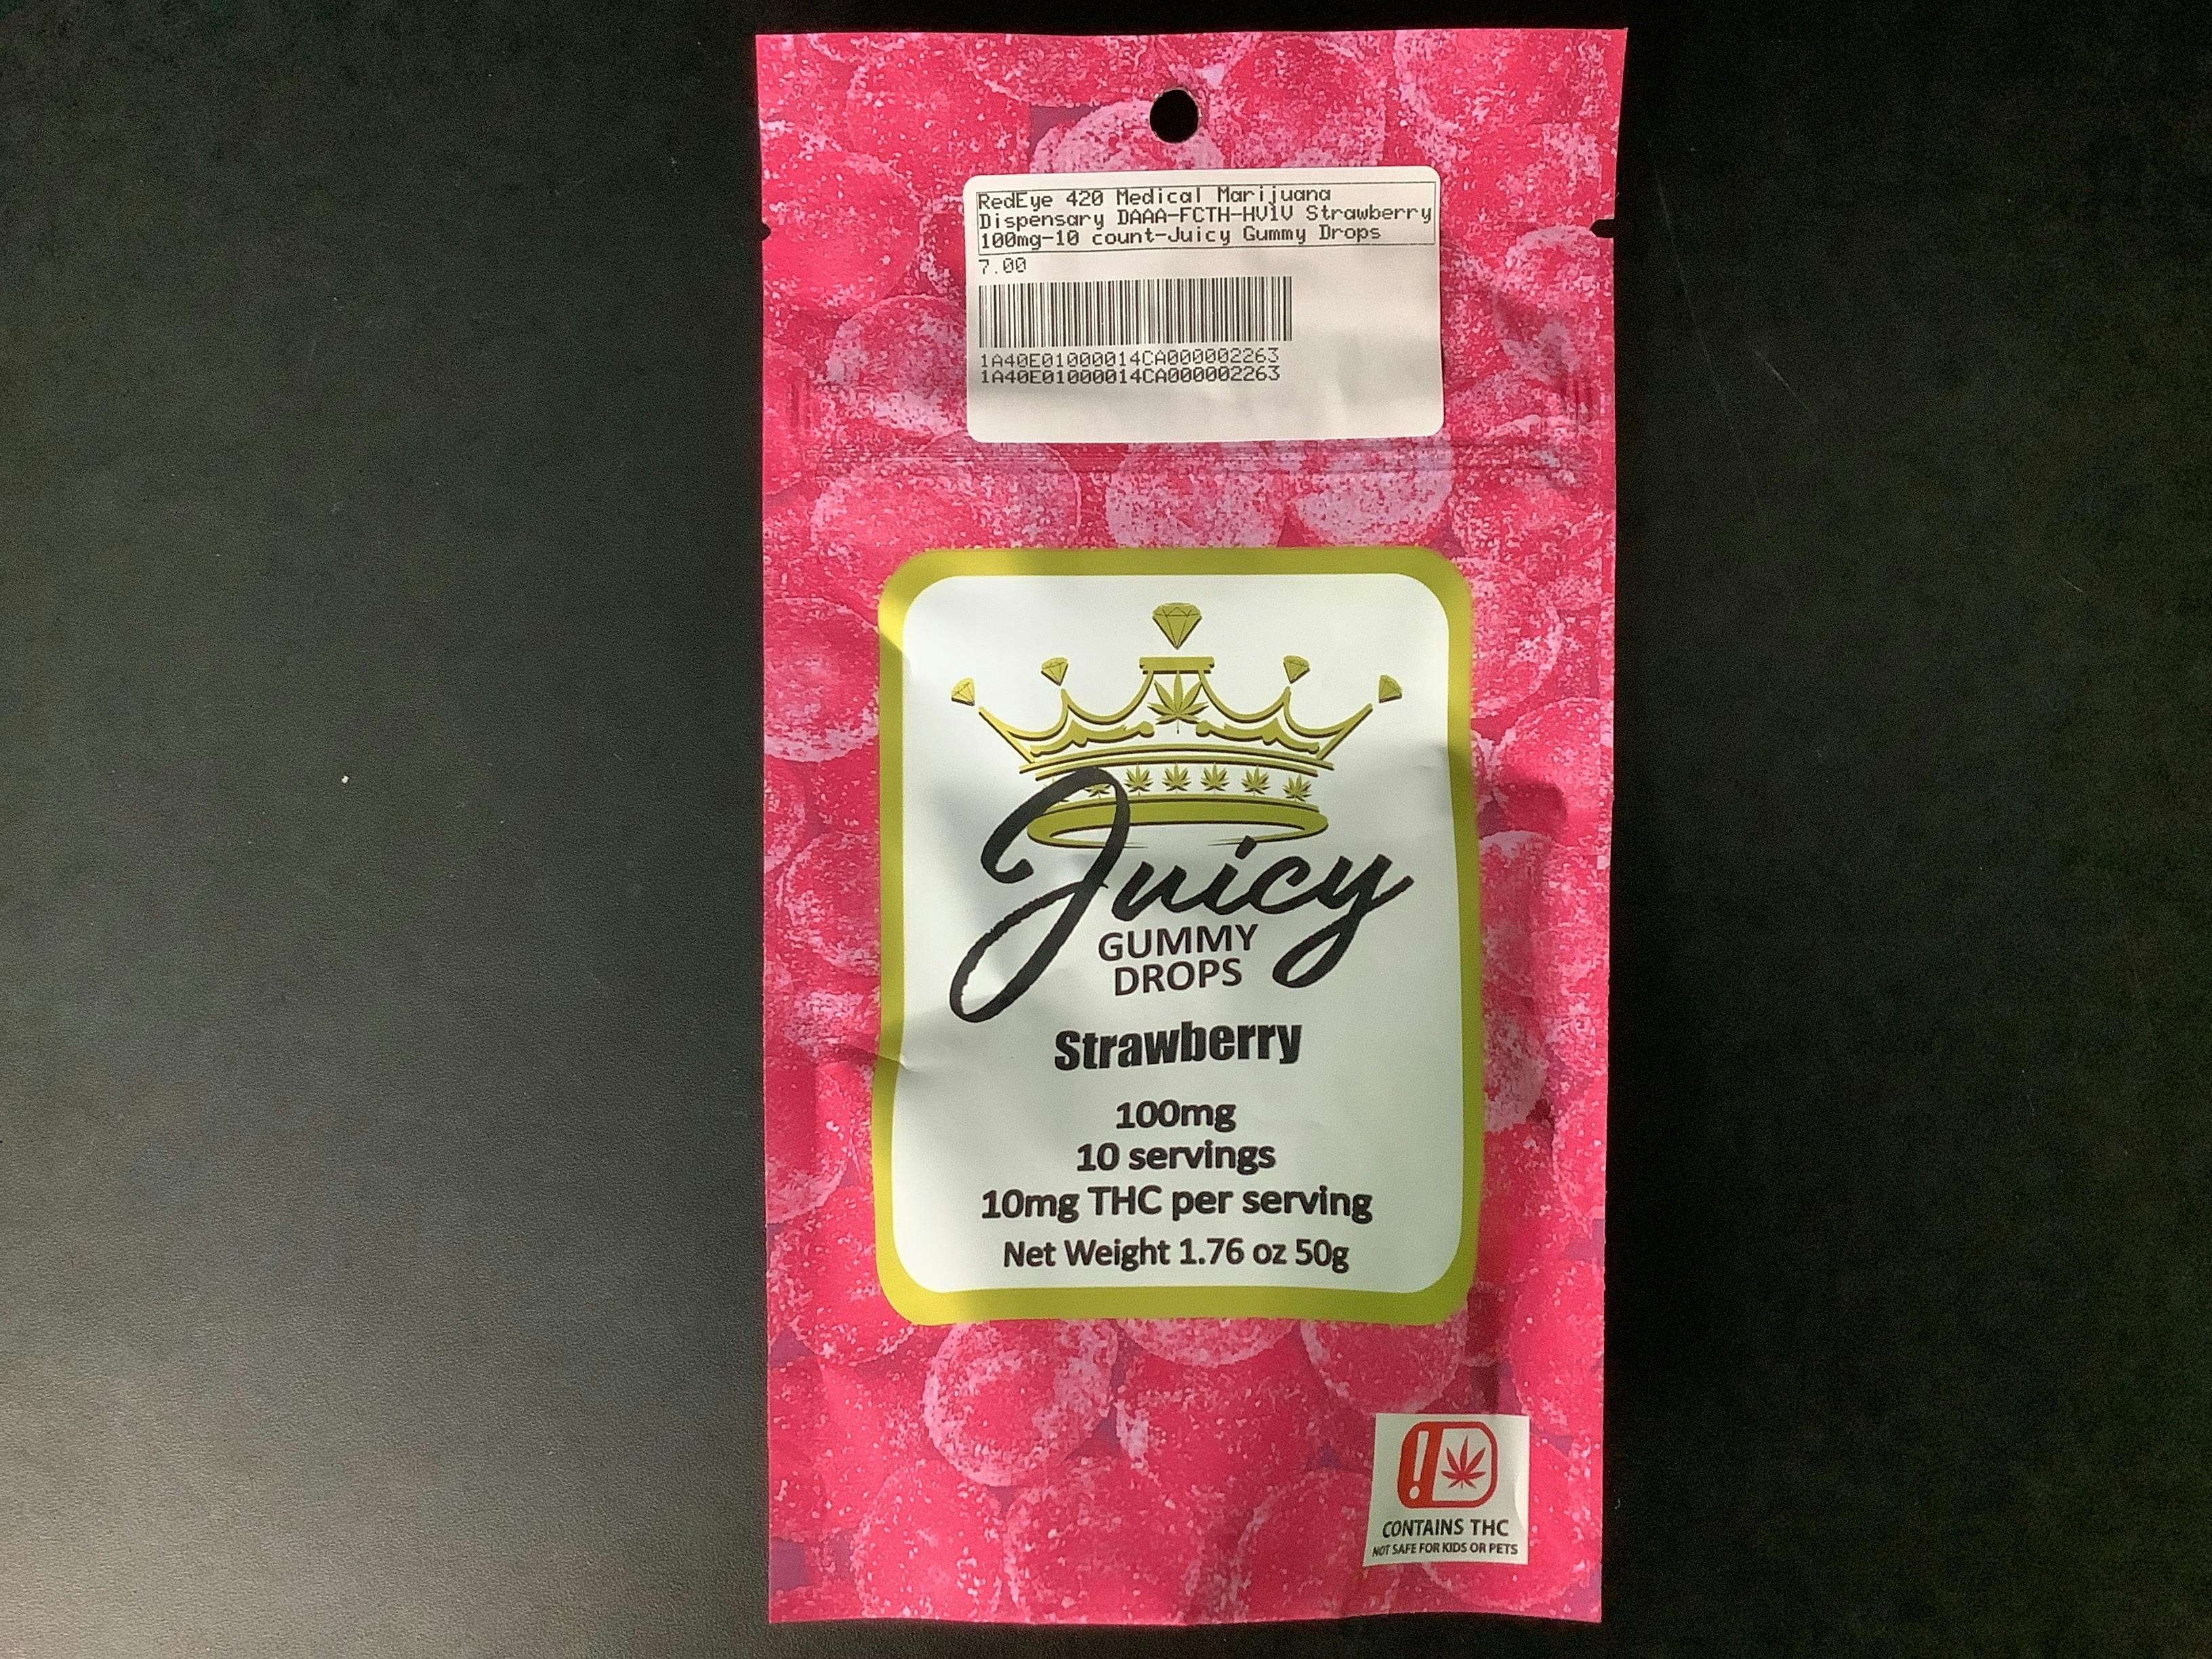 RedEye 420 Medical Marijuana
Dispensary DAAA-FCTH-HV1V Strawberry
100mg-10 count-Juicy Gummy Drops
7.00
1A40E01000014CA000002263
1A40E01000014CA000002263
Juicy
GUMMY
DROPS
Strawberry
100mg
10 servings
10mg THC per serving
Net Weight 1.76 oz 50g
!
CONTAINS THC
NOT SAFE FOR KIDS OR PETS